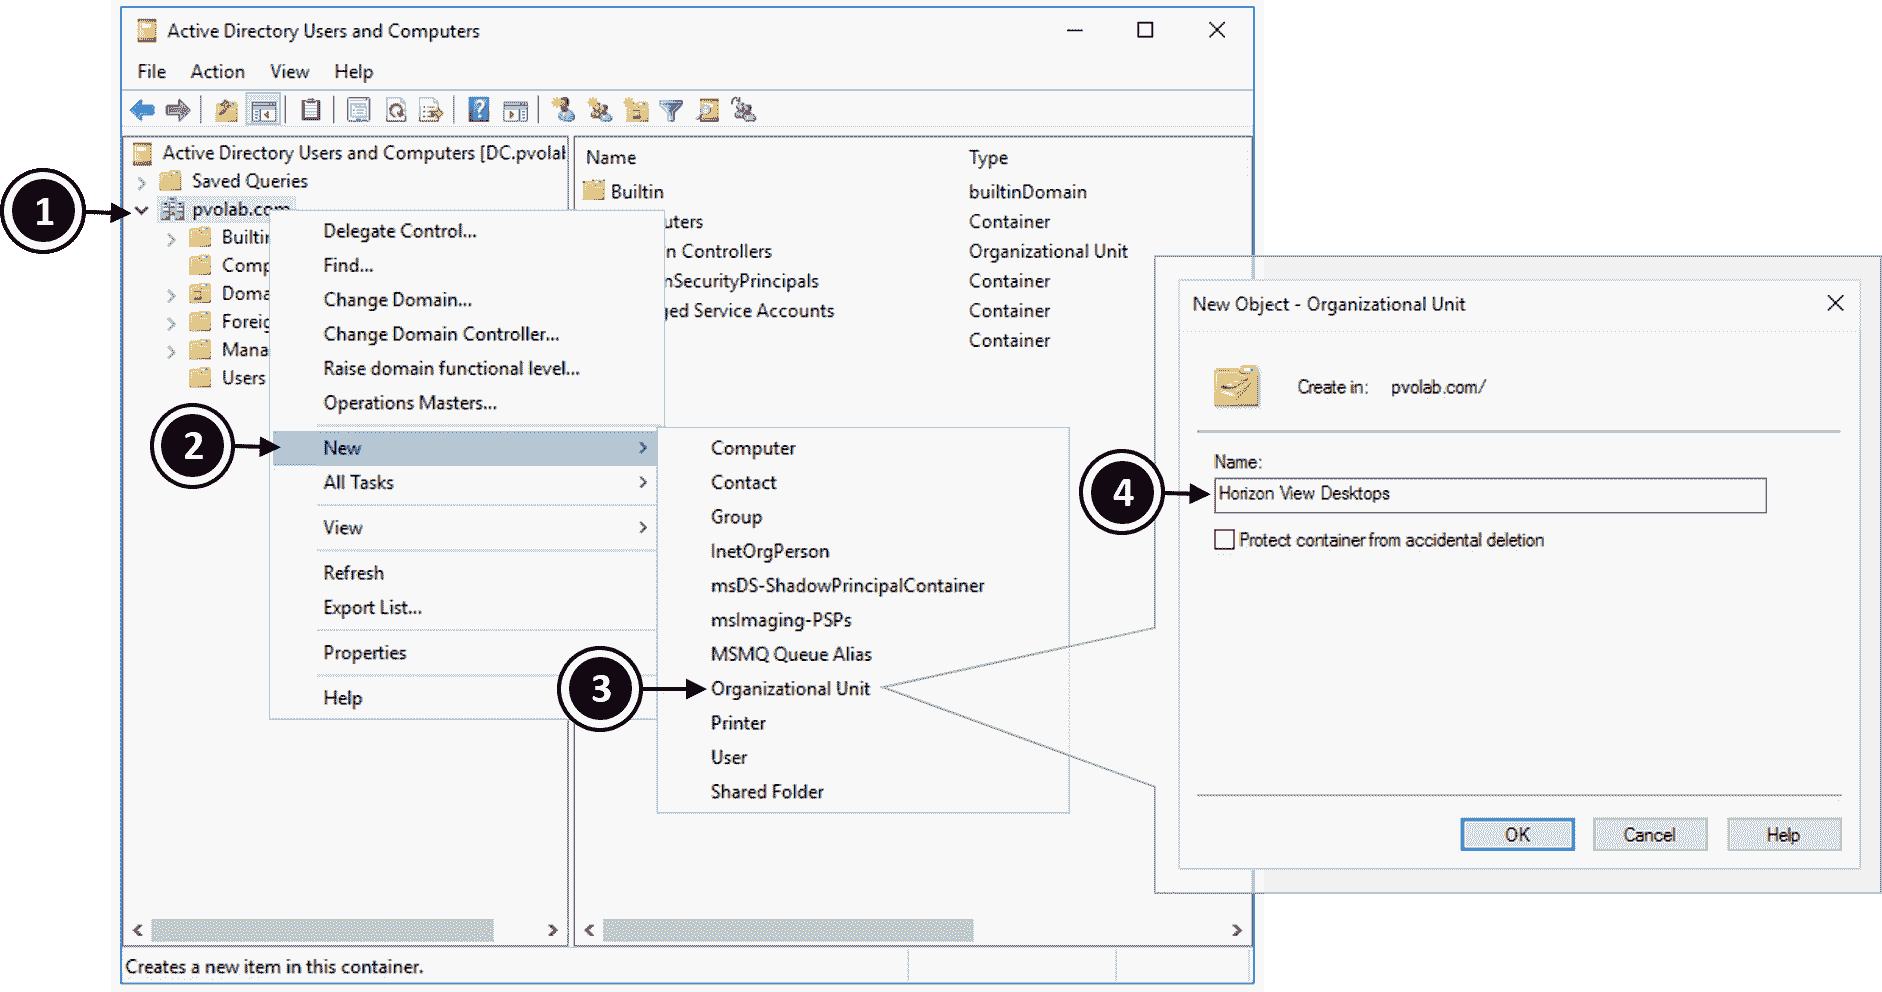 Active Directory Users and Computers
File Action View Help
Active Directory Users and Computers [DC.pvolab
Saved Queries
pvolab.com
Builtin
Comp
Doma
Foreig
Mana
Users
Name Type
Builtin builtinDomain
uters Container
n Controllers Organizational Unit
nSecurityPrincipals Container
ged Service Accounts Container
Container
1
Delegate Control...
Find...
Change Domain...
Change Domain Controller...
Raise domain functional level...
Operations Masters...
2
New
All Tasks
View
Refresh
Export List...
Properties
Help
Computer
Contact
Group
InetOrgPerson
msDS-ShadowPrincipalContainer
msImaging-PSPs
MSMQ Queue Alias
3
Organizational Unit
Printer
User
Shared Folder
New Object - Organizational Unit
Create in: pvolab.com/
Name:
4
Horizon View Desktops
Protect container from accidental deletion
OK Cancel Help
Creates a new item in this container.